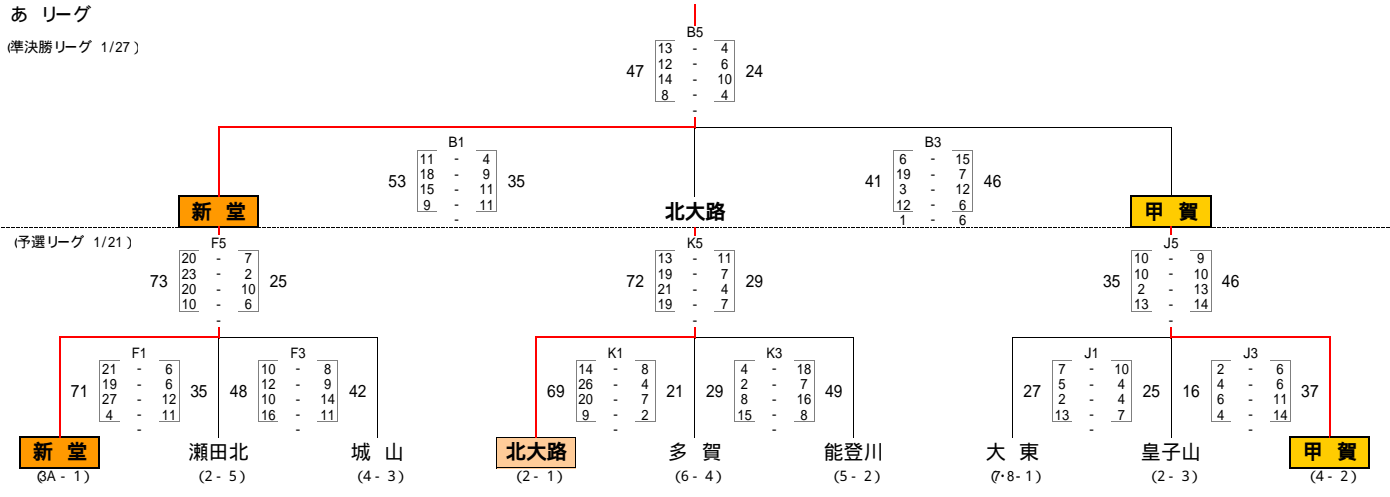 あ リーグ
(準決勝リーグ 1/27)
B5
13 - 4
12 - 6
47 24
14 - 10
8 - 4
-
B1 B3
11 - 4 6 - 15
18 - 9 19 - 7
53 35 41 46
15 - 11 3 - 12
9 - 11 12 - 6
- 1 - 6
新 堂 北大路 甲 賀
(予選リーグ 1/21)
F5 K5 J5
20 - 7 13 - 11 10 - 9
23 - 2 19 - 7 10 - 10
73 25 72 29 35 46
20 - 10 21 - 4 2 - 13
10 - 6 19 - 7 13 - 14
- - -
F1 F3 K1 K3 J1 J3
21 - 6 10 - 8 14 - 8 4 - 18 7 - 10 2 - 6
19 - 6 12 - 9 26 - 4 2 - 7 5 - 4 4 - 6
71 35 48 42 69 21 29 49 27 25 16 37
27 - 12 10 - 14 20 - 7 8 - 16 2 - 4 6 - 11
4 - 11 16 - 11 9 - 2 15 - 8 13 - 7 4 - 14
- - - - - -
新 堂 瀬田北 城 山 北大路 多 賀 能登川 大 東 皇子山 甲 賀
(3A - 1) (2 - 5) (4 - 3) (2 - 1) (6 - 4) (5 - 2) (7・8 - 1) (2 - 3) (4 - 2)